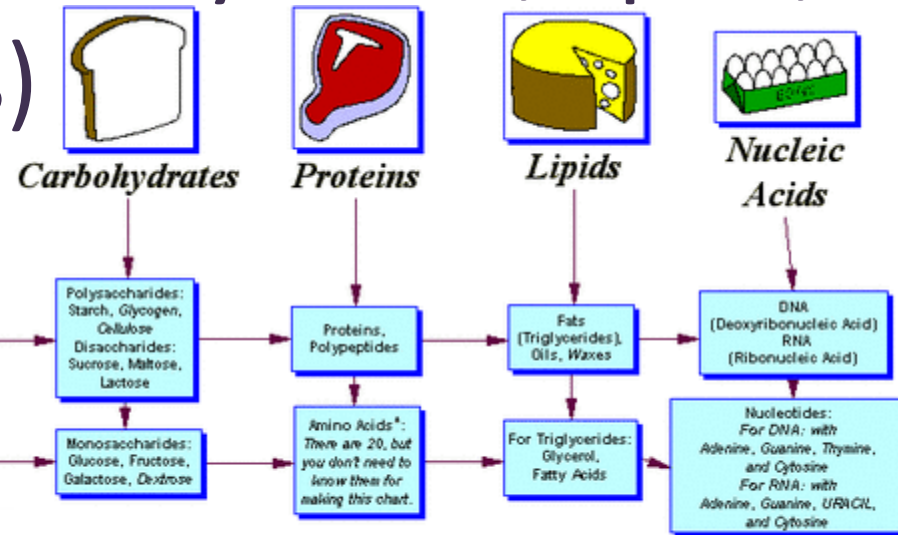 Carbohydrates
Proteins
Lipids
Nucleic
Acids
Polysaccharides:
Starch, Glycogen,
Cellulose
Disaccharides:
Sucrose, Maltose,
Lactose
Proteins,
Polypeptides
Fats
(Triglycerides),
Oils, Waxes
DNA
(Deoxyribonucleic Acid)
RNA
(Ribonucleic Acid)
Monosaccharides:
Glucose, Fructose,
Galactose, Dextrose
Amino Acids*:
There are 20, but
you don't need to
know them for
making this chart.
For Triglycerides:
Glycerol,
Fatty Acids
Nucleotides:
For DNA: with
Adenine, Guanine, Thymine,
and Cytosine
For RNA: with
Adenine, Guanine, URACIL,
and Cytosine